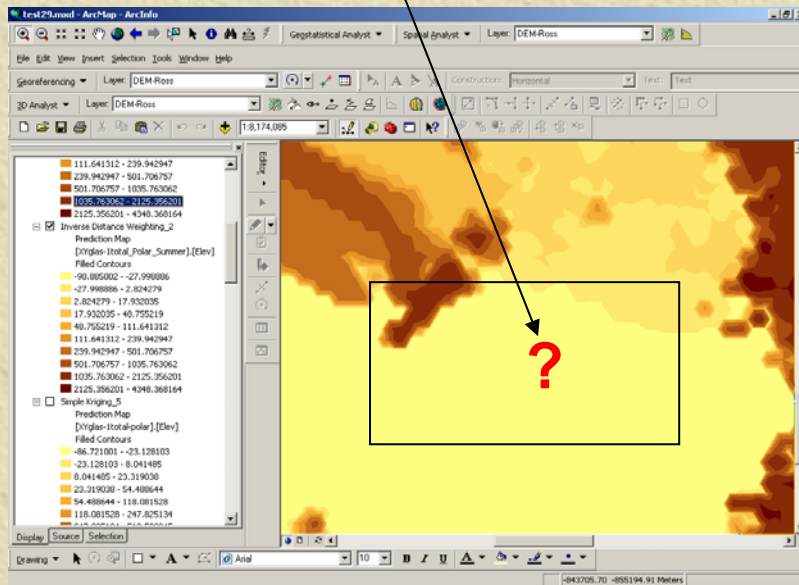 test29.mxd - ArcMap - ArcInfo
Geostatistical Analyst Spatial Analyst Layer: DEM-Ross
File Edit View Insert Selection Tools Window Help
Georeferencing Layer: DEM-Ross Construction: Horizontal Text: Text
3D Analyst Layer: DEM-Ross
1:8,174,085
Editor
111.641312 - 239.942947
239.942947 - 501.706757
501.706757 - 1035.763062
1035.763062 - 2125.356201
2125.356201 - 4348.368164
Inverse Distance Weighting_2
Prediction Map
[XYglas-1total_Polar_Summer].[Elev]
Filled Contours
-90.885002 - -27.998886
-27.998886 - 2.824279
2.824279 - 17.932035
17.932035 - 48.755219
48.755219 - 111.641312
111.641312 - 239.942947
239.942947 - 501.706757
501.706757 - 1035.763062
1035.763062 - 2125.356201
2125.356201 - 4348.368164
Simple Kriging_5
Prediction Map
[XYglas-1total-polar].[Elev]
Filled Contours
-86.721001 - -23.128103
-23.128103 - 8.041485
8.041485 - 23.319038
23.319038 - 54.488644
54.488644 - 118.081528
118.081528 - 247.825134
?
Display Source Selection
Drawing A Arial 10 B I U A
-843705.70 -855194.91 Meters